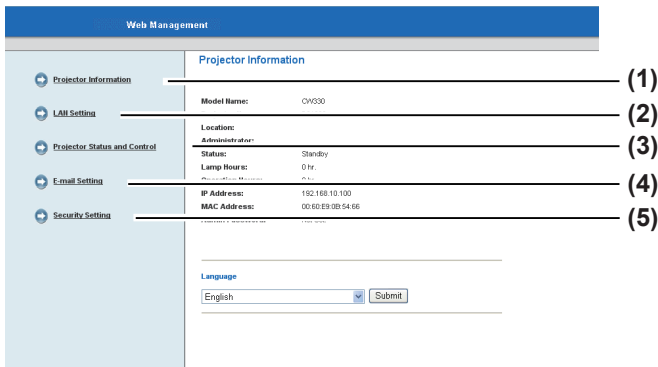 Web Management
Projector Information
Projector Information (1)
Model Name: CW330
LAN Setting (2)
Location:
Administrator:
Projector Status and Control (3)
Status: Standby
Lamp Hours: 0 hr.
E-mail Setting (4)
IP Address: 192.168.10.100
MAC Address: 00:60:E9:0B:54:66
Security Setting (5)
Language
English Submit